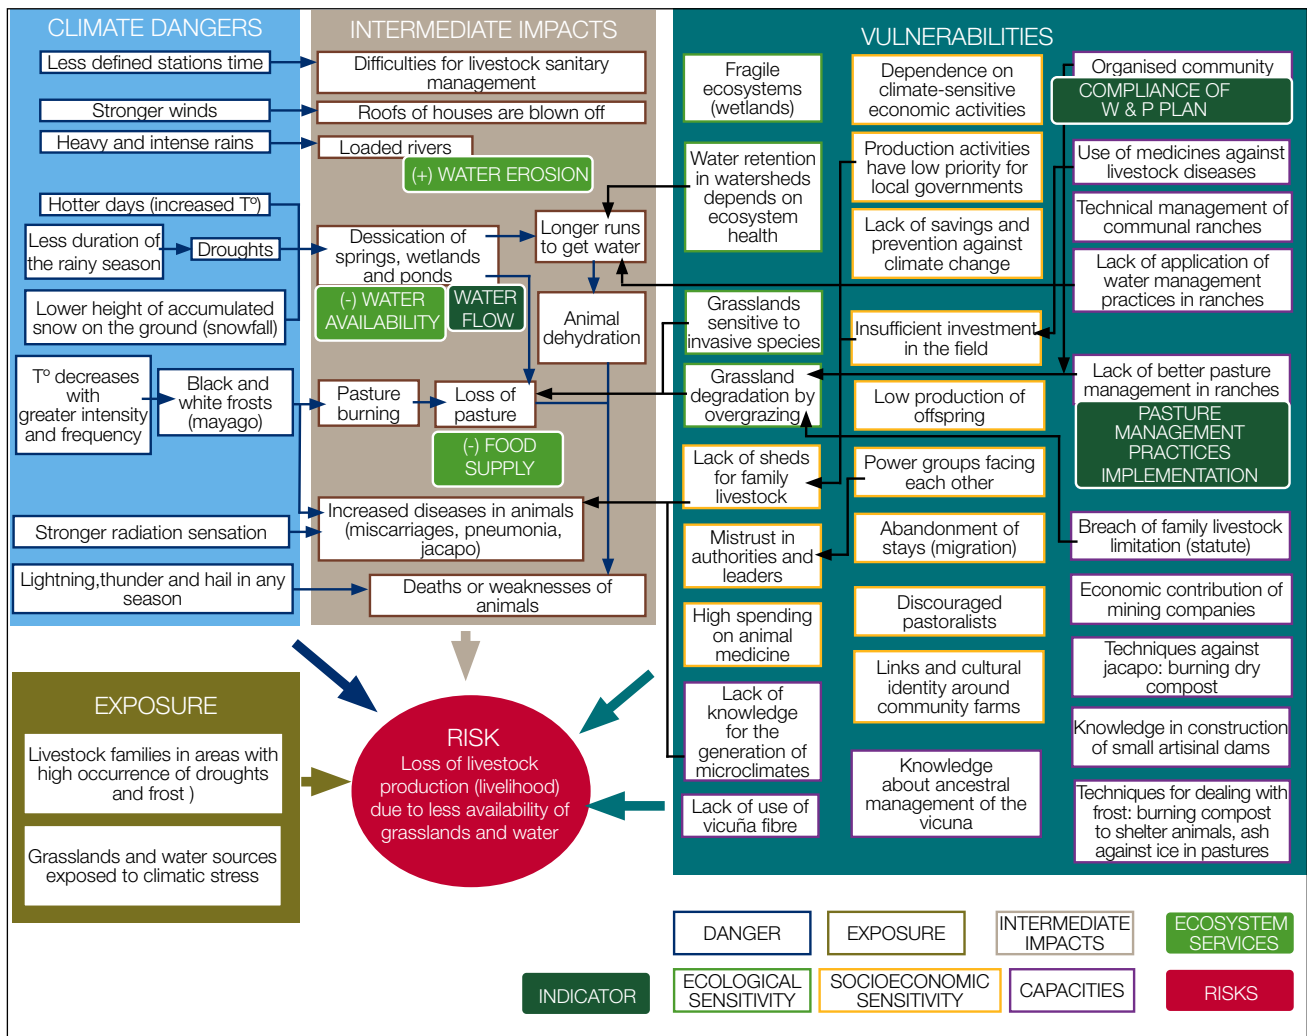 CLIMATE DANGERS
Less defined stations time
Stronger winds
Heavy and intense rains
Hotter days (increased Tº)
Less duration of
the rainy season
Droughts
Lower height of accumulated
snow on the ground (snowfall)
Tº decreases
with
greater intensity
and frequency
Black and
white frosts
(mayago)
Stronger radiation sensation
Lightning,thunder and hail in any
season
INTERMEDIATE IMPACTS
Difficulties for livestock sanitary
management
Roofs of houses are blown off
Loaded rivers
(+) WATER EROSION
Dessication of
springs, wetlands
and ponds
Longer runs
to get water
(-) WATER
AVAILABILITY
WATER
FLOW
Animal
dehydration
Pasture
burning
Loss of
pasture
(-) FOOD
SUPPLY
Increased diseases in animals
(miscarriages, pneumonia,
jacapo)
Deaths or weaknesses of
animals
VULNERABILITIES
Fragile
ecosystems
(wetlands)
Water retention
in watersheds
depends on
ecosystem
health
Grasslands
sensitive to
invasive species
Grassland
degradation by
overgrazing
Lack of sheds
for family
livestock
Mistrust in
authorities and
leaders
High spending
on animal
medicine
Lack of
knowledge
for the
generation of
microclimates
Lack of use of
vicuña fibre
Dependence on
climate-sensitive
economic activities
Production activities
have low priority for
local governments
Lack of savings and
prevention against
climate change
Insufficient investment
in the field
Low production of
offspring
Power groups facing
each other
Abandonment of
stays (migration)
Discouraged
pastoralists
Links and cultural
identity around
community farms
Knowledge
about ancestral
management of the
vicuna
Organised community
COMPLIANCE OF
W & P PLAN
Use of medicines against
livestock diseases
Technical management of
communal ranches
Lack of application of
water management
practices in ranches
Lack of better pasture
management in ranches
PASTURE
MANAGEMENT
PRACTICES
IMPLEMENTATION
Breach of family livestock
limitation (statute)
Economic contribution of
mining companies
Techniques against
jacapo: burning dry
compost
Knowledge in construction
of small artisinal dams
Techniques for dealing with
frost: burning compost
to shelter animals, ash
against ice in pastures
EXPOSURE
Livestock families in areas with
high occurrence of droughts
and frost )
Grasslands and water sources
exposed to climatic stress
RISK
Loss of livestock
production (livelihood)
due to less availability of
grasslands and water
DANGER
EXPOSURE
INTERMEDIATE
IMPACTS
ECOSYSTEM
SERVICES
INDICATOR
ECOLOGICAL
SENSITIVITY
SOCIOECONOMIC
SENSITIVITY
CAPACITIES
RISKS